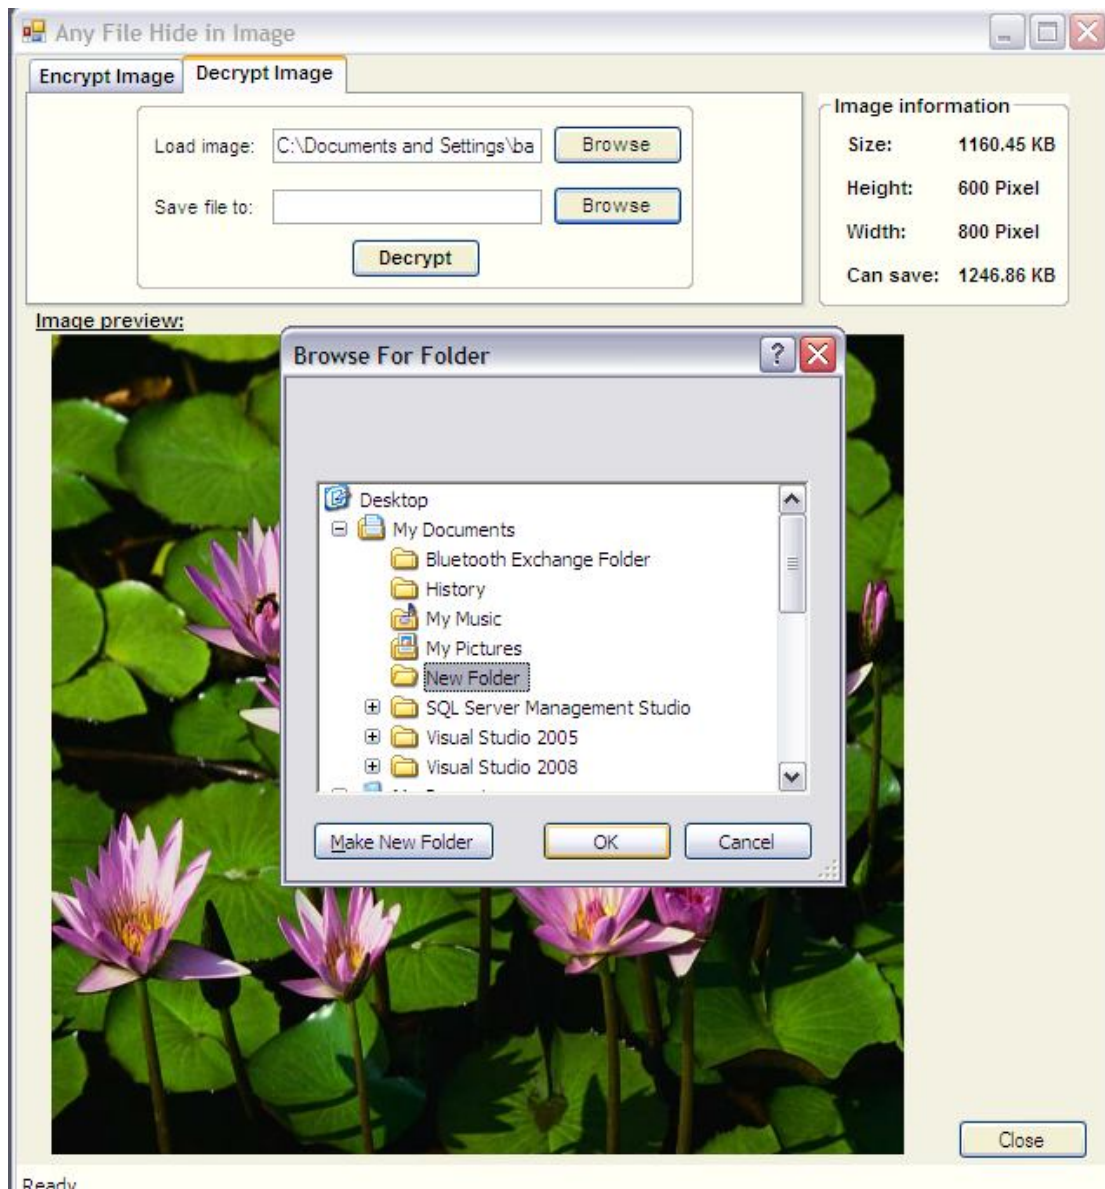 Any File Hide in Image
Encrypt Image Decrypt Image
Load image: C:\Documents and Settings\ba Browse
Save file to: Browse
Decrypt
Image information
Size: 1160.45 KB
Height: 600 Pixel
Width: 800 Pixel
Can save: 1246.86 KB
Image preview:
Browse For Folder
Desktop
My Documents
Bluetooth Exchange Folder
History
My Music
My Pictures
New Folder
SQL Server Management Studio
Visual Studio 2005
Visual Studio 2008
Make New Folder OK Cancel
Close
Ready